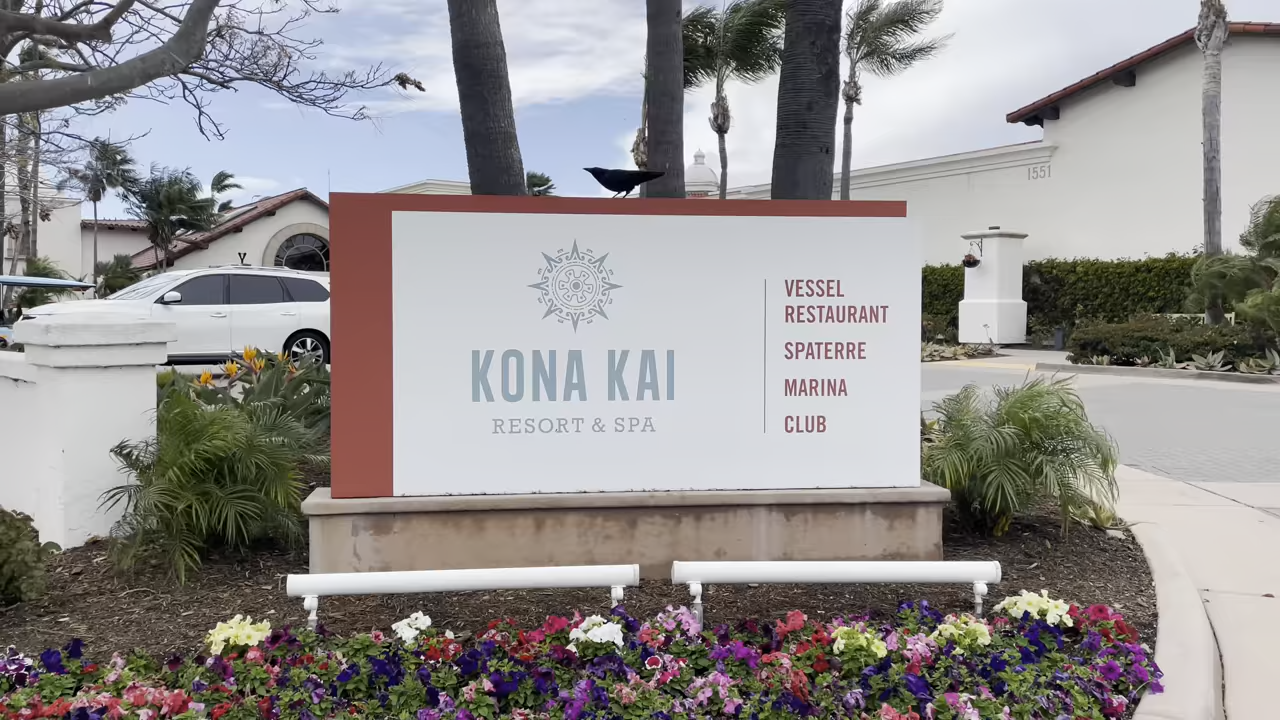 1551
KONA KAI
RESORT & SPA
VESSEL
RESTAURANT
SPATERRE
MARINA
CLUB